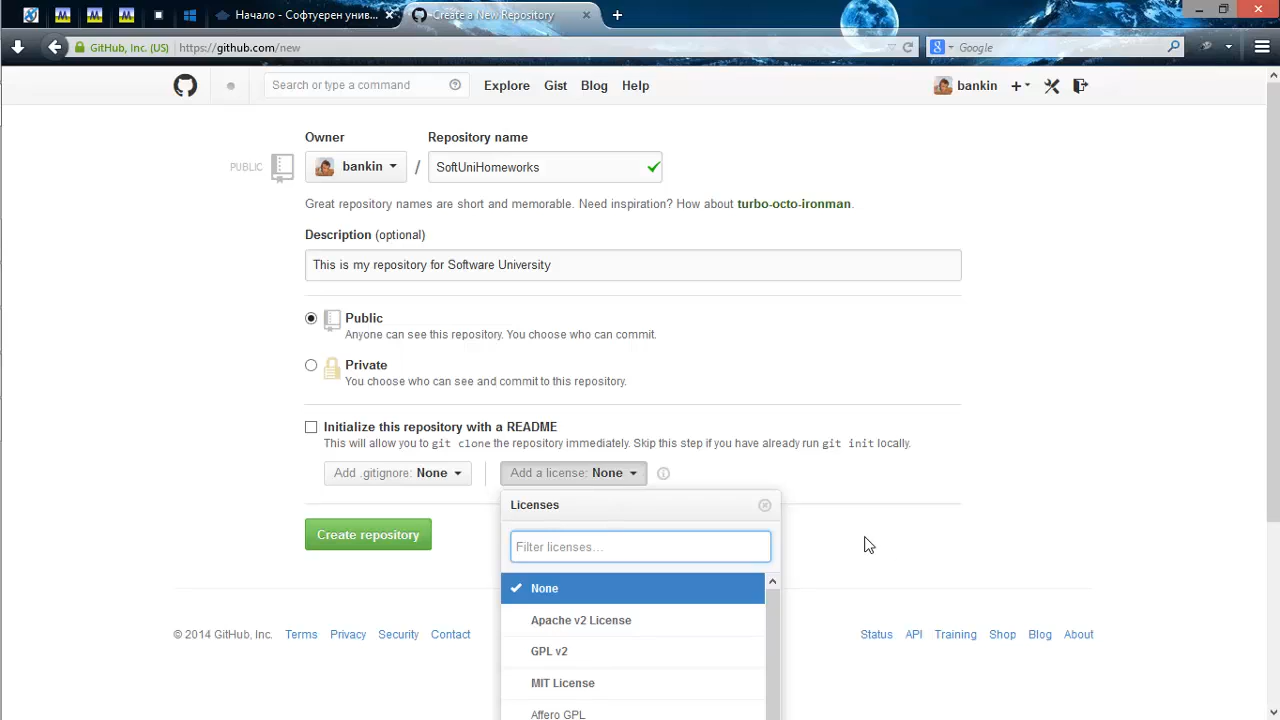 Начало - Софтуерен унив...
Create a New Repository
GitHub, Inc. (US)
https://github.com/new
Google
Search or type a command
Explore
Gist
Blog
Help
bankin
Owner
Repository name
PUBLIC
bankin
/
SoftUniHomeworks
Great repository names are short and memorable. Need inspiration? How about turbo-octo-ironman.
Description (optional)
This is my repository for Software University
Public
Anyone can see this repository. You choose who can commit.
Private
You choose who can see and commit to this repository.
Initialize this repository with a README
This will allow you to git clone the repository immediately. Skip this step if you have already run git init locally.
Add .gitignore: None
Add a license: None
Licenses
Filter licenses...
None
Apache v2 License
GPL v2
MIT License
Affero GPL
Create repository
© 2014 GitHub, Inc.
Terms
Privacy
Security
Contact
Status
API
Training
Shop
Blog
About